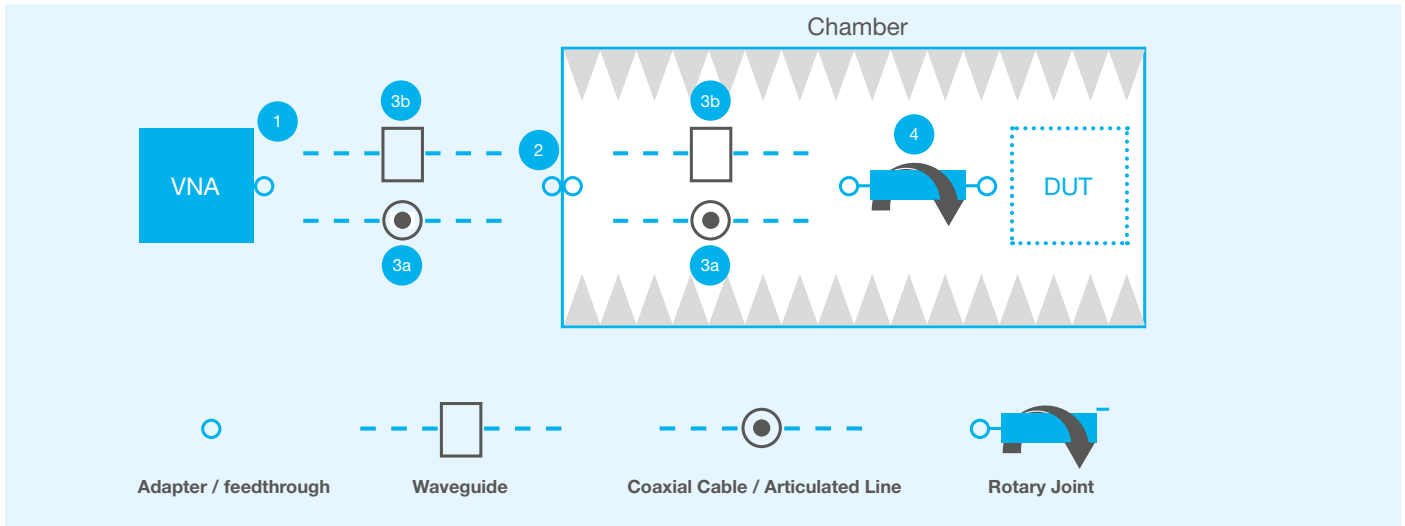 Chamber
3b
3b
1
4
2
VNA
DUT
3a
3a
Adapter / feedthrough
Waveguide
Coaxial Cable / Articulated Line
Rotary Joint